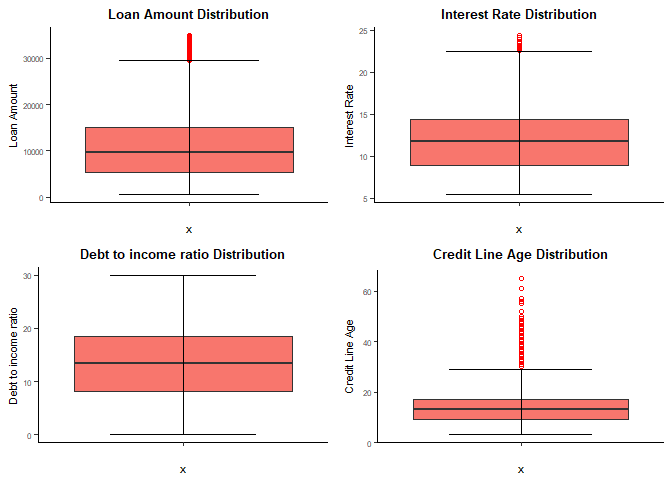 Loan Amount Distribution
Loan Amount
30000
20000
10000
0
x
Interest Rate Distribution
Interest Rate
25
20
15
10
5
x
Debt to income ratio Distribution
Debt to income ratio
30
20
10
0
x
Credit Line Age Distribution
Credit Line Age
60
40
20
0
x